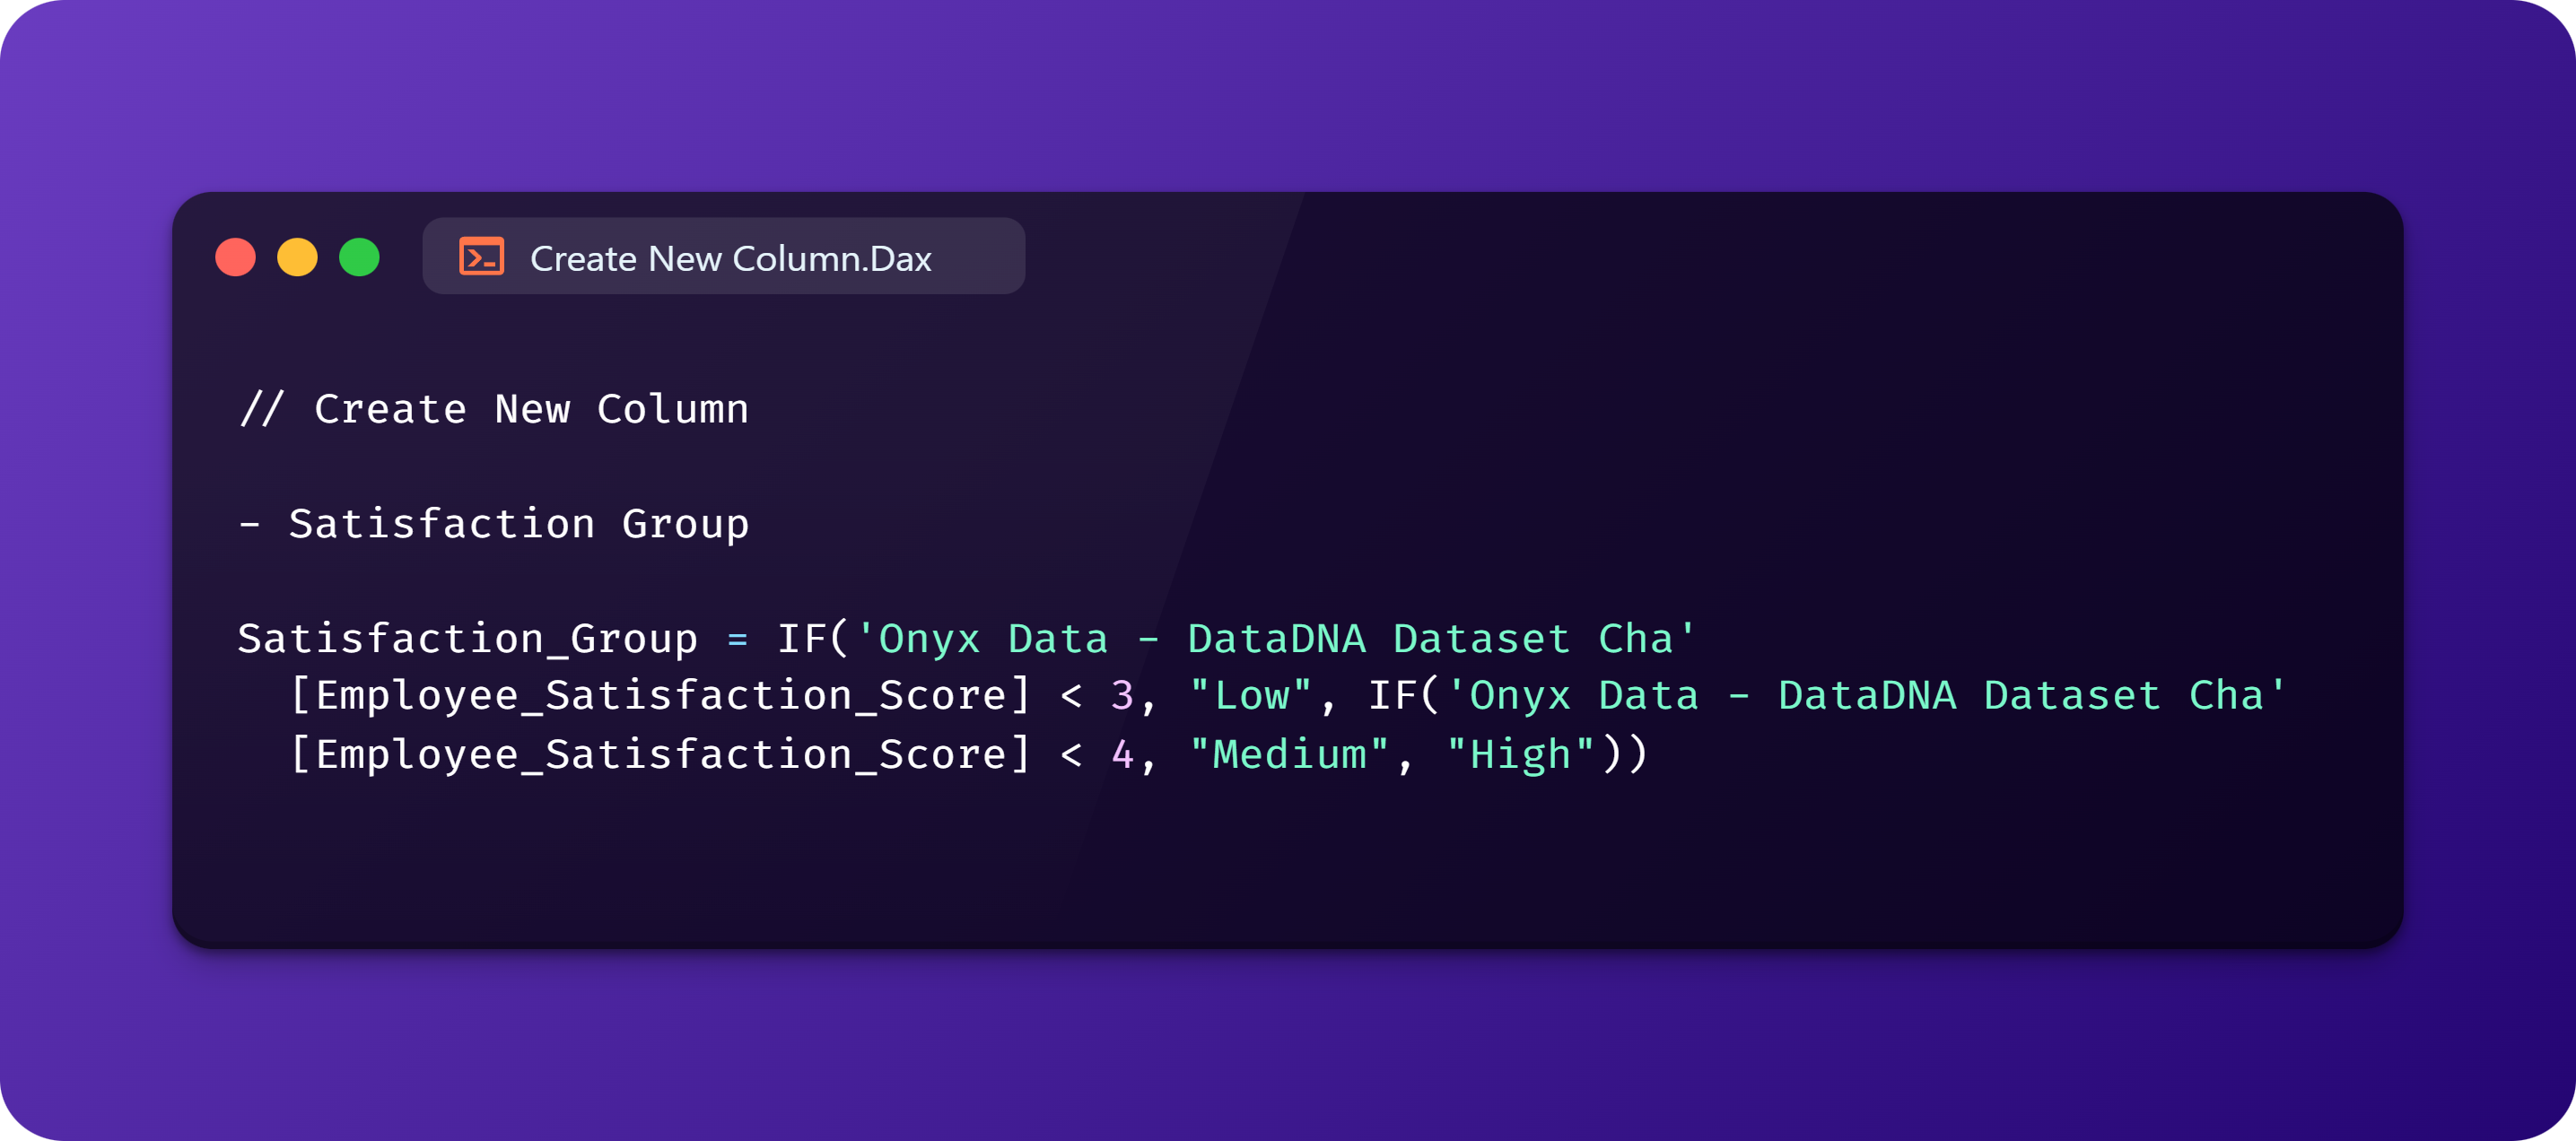 Create New Column.Dax
// Create New Column
- Satisfaction Group
Satisfaction_Group = IF('Onyx Data - DataDNA Dataset Cha'
[Employee_Satisfaction_Score] < 3, "Low", IF('Onyx Data - DataDNA Dataset Cha'
[Employee_Satisfaction_Score] < 4, "Medium", "High"))